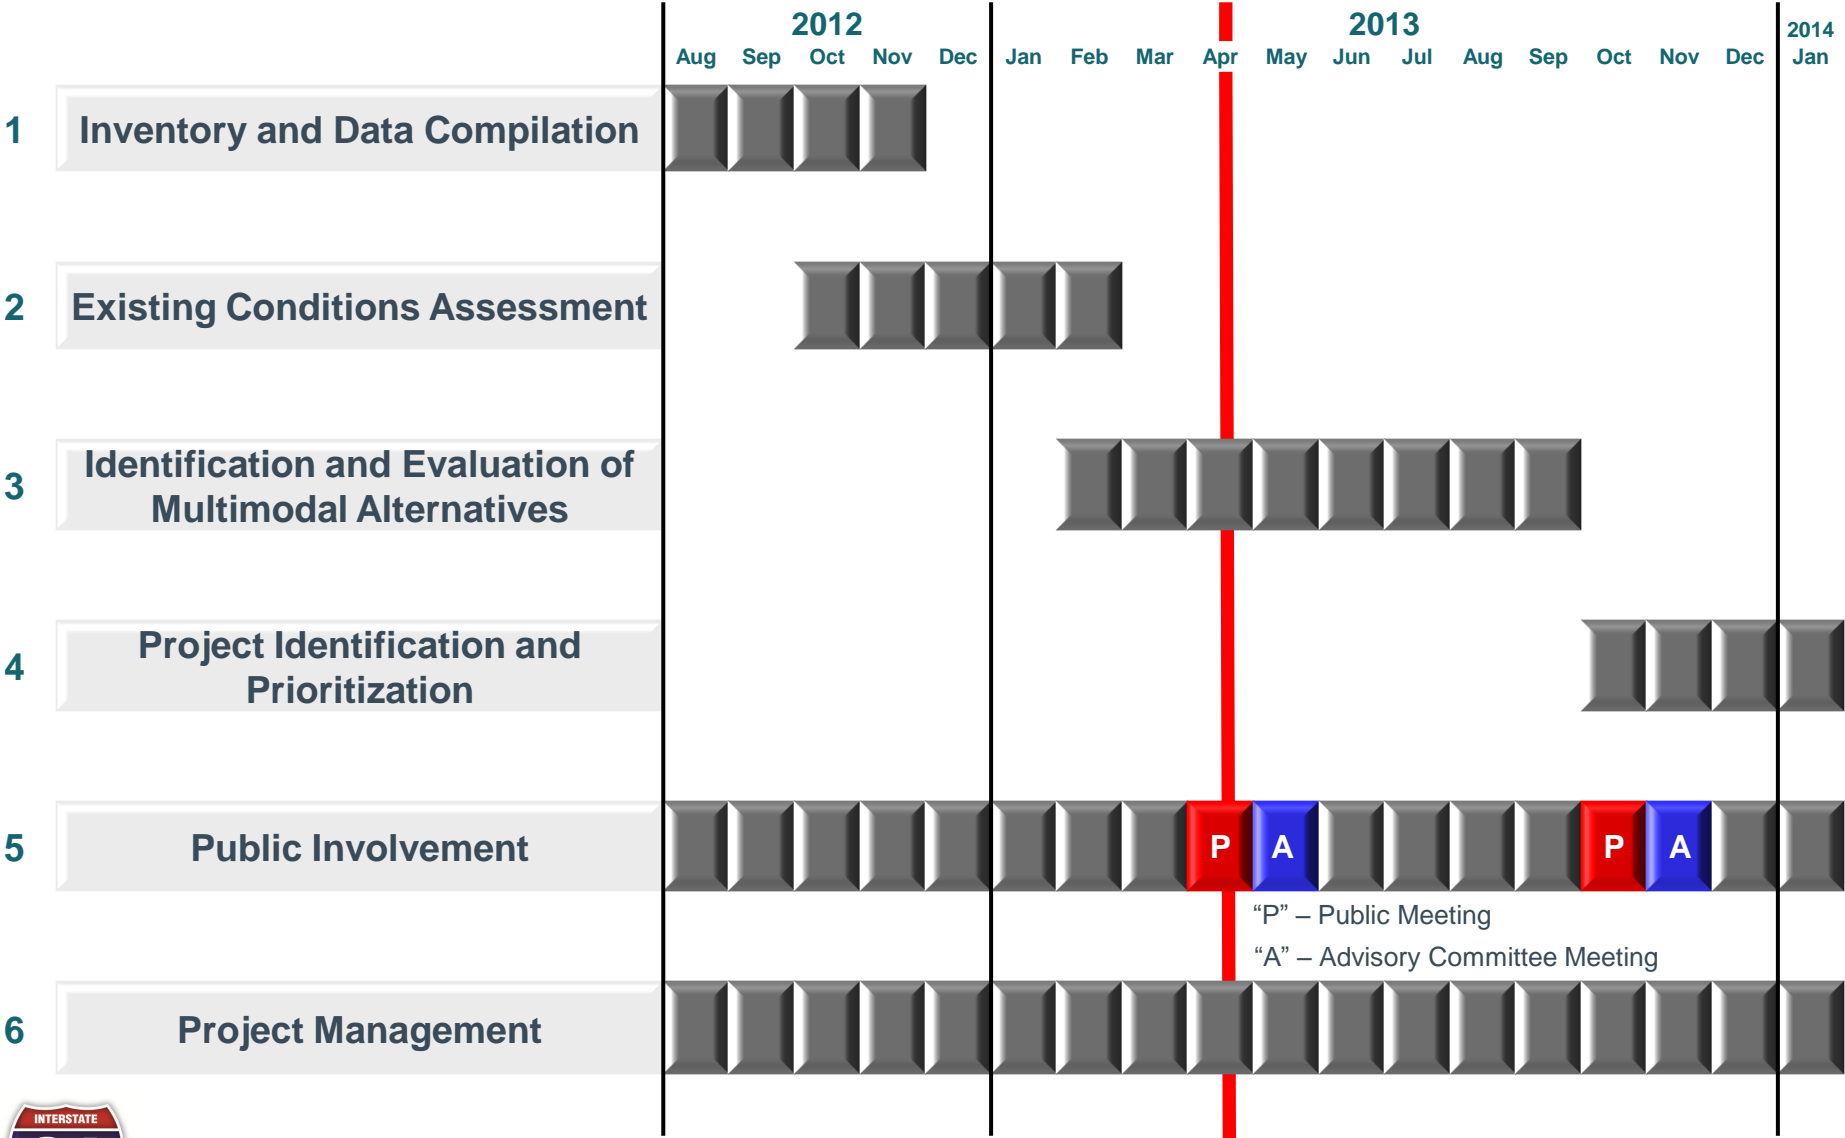 2012
2013
2014
Aug Sep Oct Nov Dec Jan Feb Mar Apr May Jun Jul Aug Sep Oct Nov Dec Jan
1 Inventory and Data Compilation
2 Existing Conditions Assessment
3 Identification and Evaluation of
Multimodal Alternatives
4 Project Identification and
Prioritization
5 Public Involvement
P A P A
“P” – Public Meeting
“A” – Advisory Committee Meeting
6 Project Management
INTERSTATE